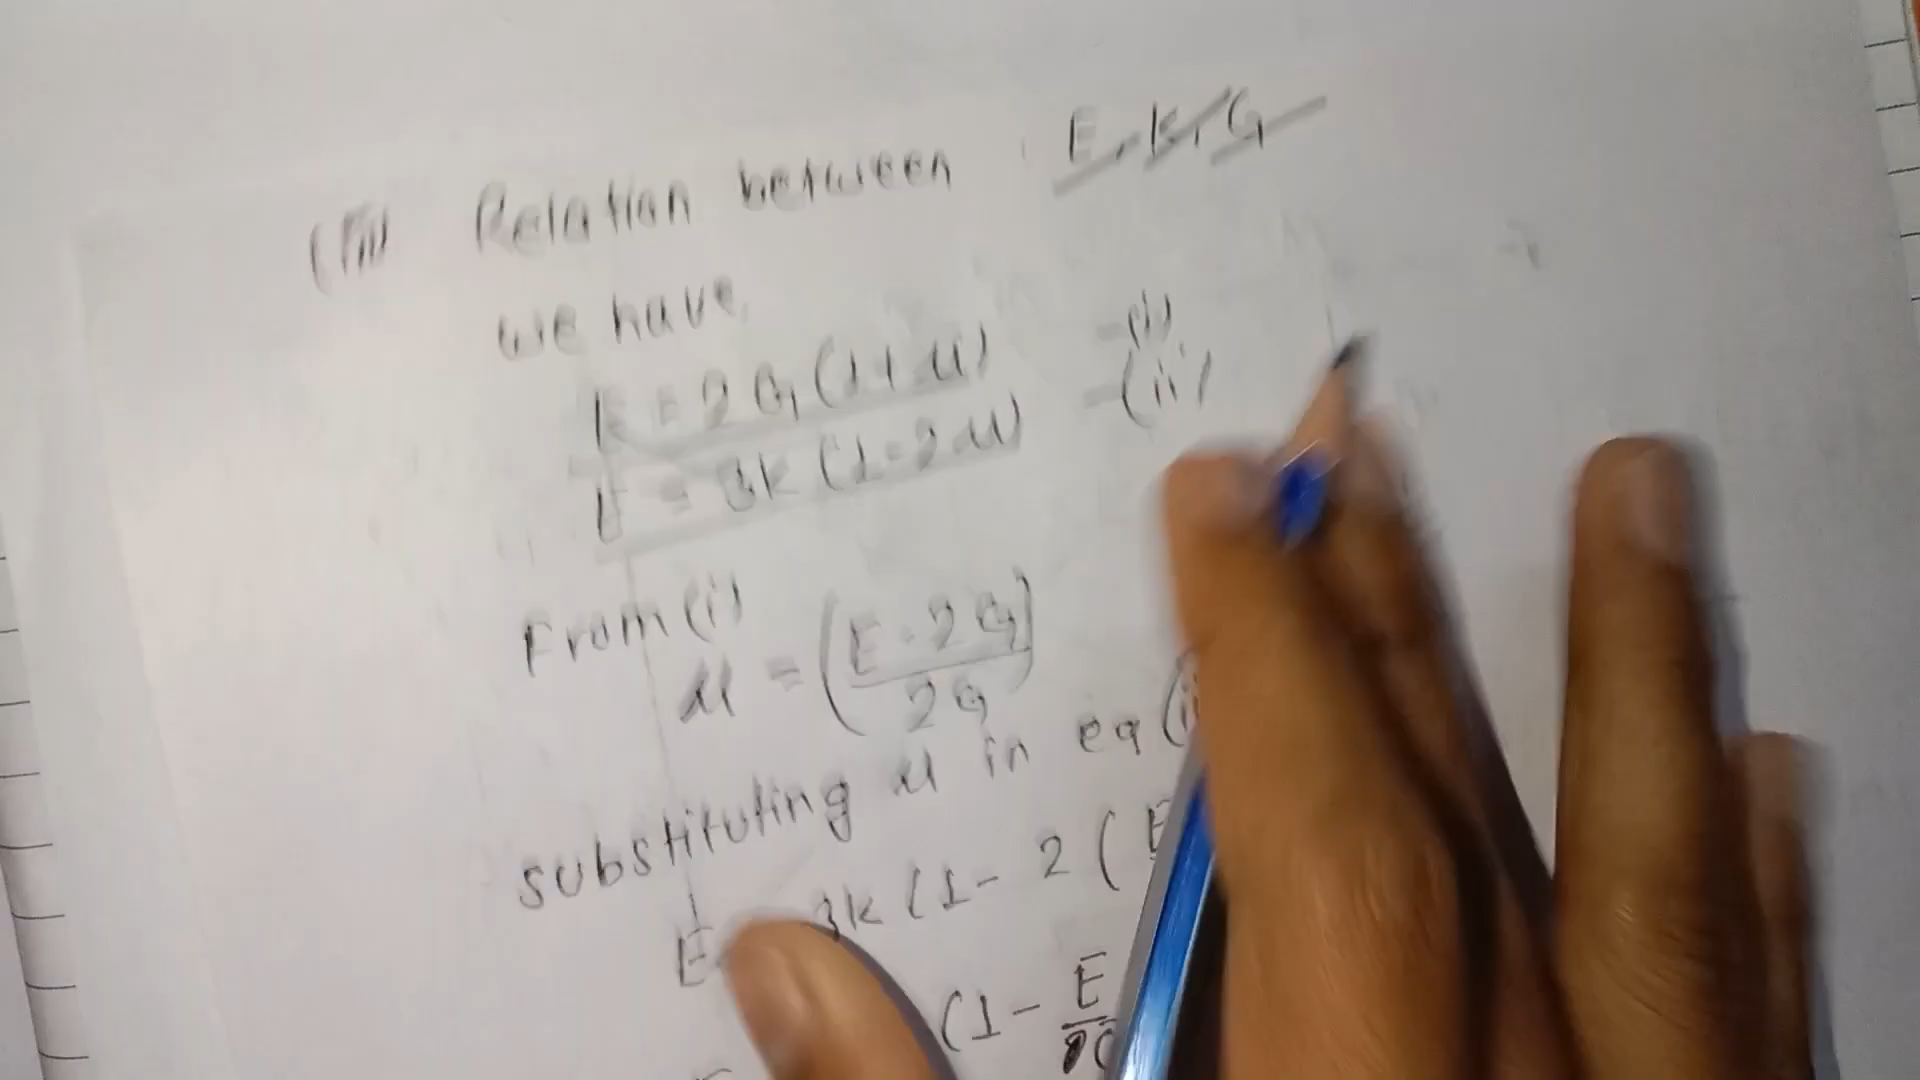 (iii) Relation between E, K, G
we have,
E = 2G (1+μ) -(i)
E = 3K (1-2μ) -(ii)
From (i)
μ = (E-2G / 2G)
substituting μ in eq (ii
E 3K (1- 2 ( E
(1- E